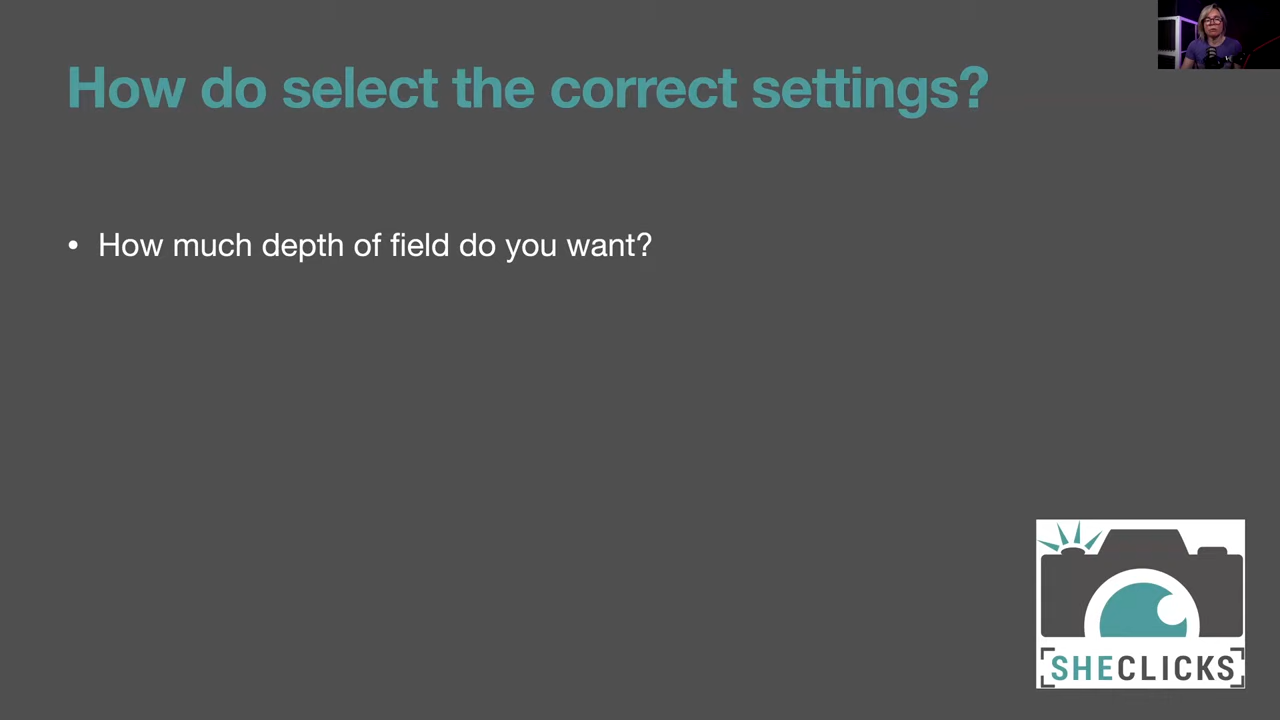 How do select the correct settings?
• How much depth of field do you want?
SHECLICKS